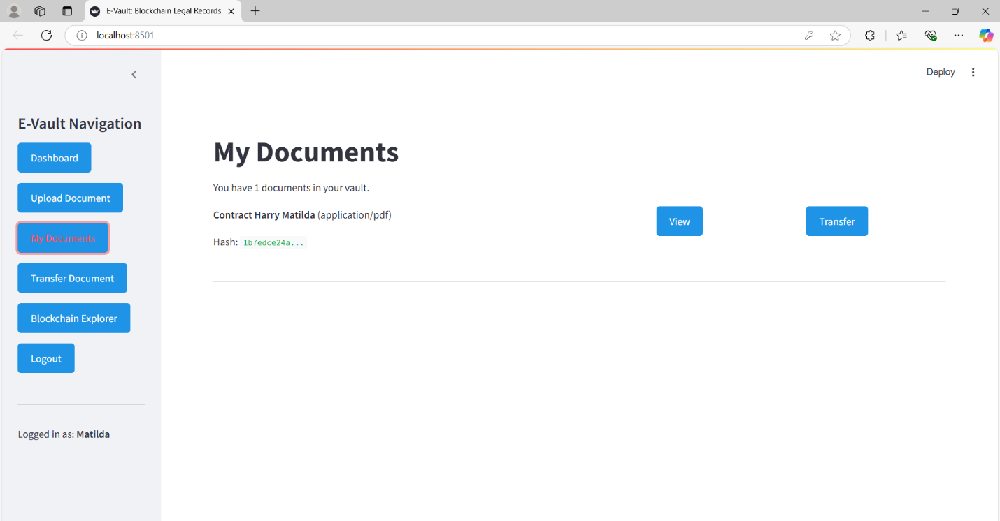 E-Vault: Blockchain Legal Records
localhost:8501
Deploy
E-Vault Navigation
Dashboard
Upload Document
My Documents
Transfer Document
Blockchain Explorer
Logout
Logged in as: Matilda
My Documents
You have 1 documents in your vault.
Contract Harry Matilda (application/pdf)
View
Transfer
Hash: 1b7edce24a...